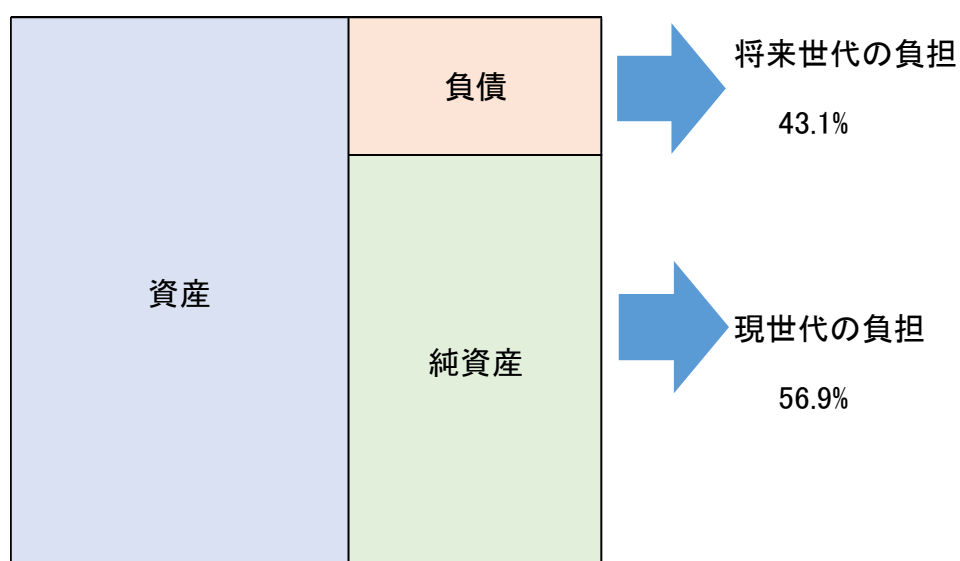 資産
負債
純資産
将来世代の負担
43.1%
現世代の負担
56.9%